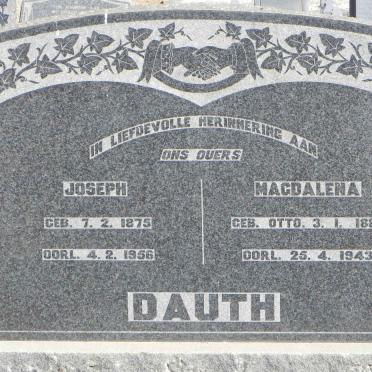 IN LIEFDEVOLLE HERINNERING AAN
ONS OUERS
JOSEPH
GEB. 7. 2. 1875
OORL. 4. 2. 1956
MAGDALENA
GEB. OTTO. 3. 1.
OORL. 25. 4. 1943
DAUTH